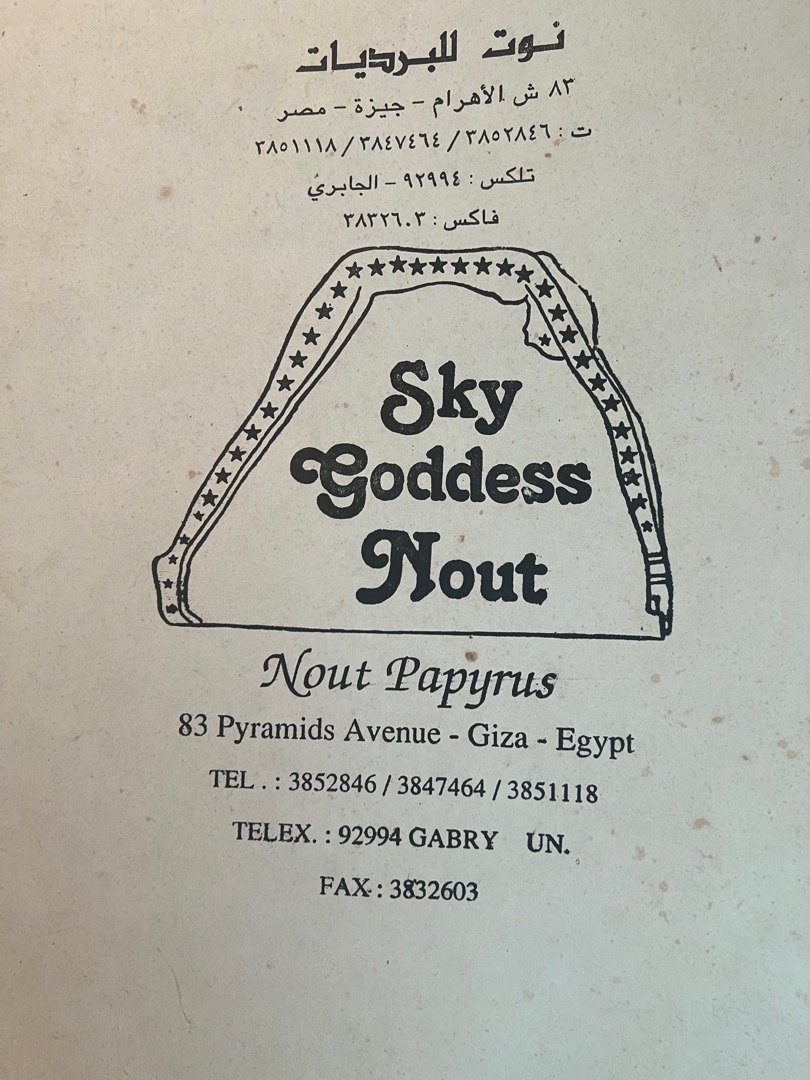 نوت للبرديات
٨٣ ش الأهرام - جيزة - مصر
ت : ٣٨٥٢٨٤٦ / ٣٨٤٧٤٦٤ / ٣٨٥١١١٨
تلكس : ٩٢٩٩٤ - الجابري
فاكس : ٣٨٣٢٦٠٣
Sky
Goddess
Nout
Nout Papyrus
83 Pyramids Avenue - Giza - Egypt
TEL . : 3852846 / 3847464 / 3851118
TELEX. : 92994 GABRY UN.
FAX : 3832603